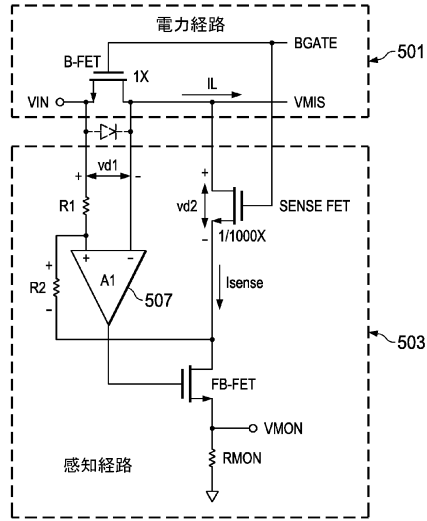 電力経路
B-FET
1X
BGATE
501
VIN
IL
VMIS
+ vd1 −
R1
+
vd2
−
SENSE FET
1/1000X
+ −
A1
507
+
R2
−
Isense
503
FB-FET
VMON
RMON
感知経路